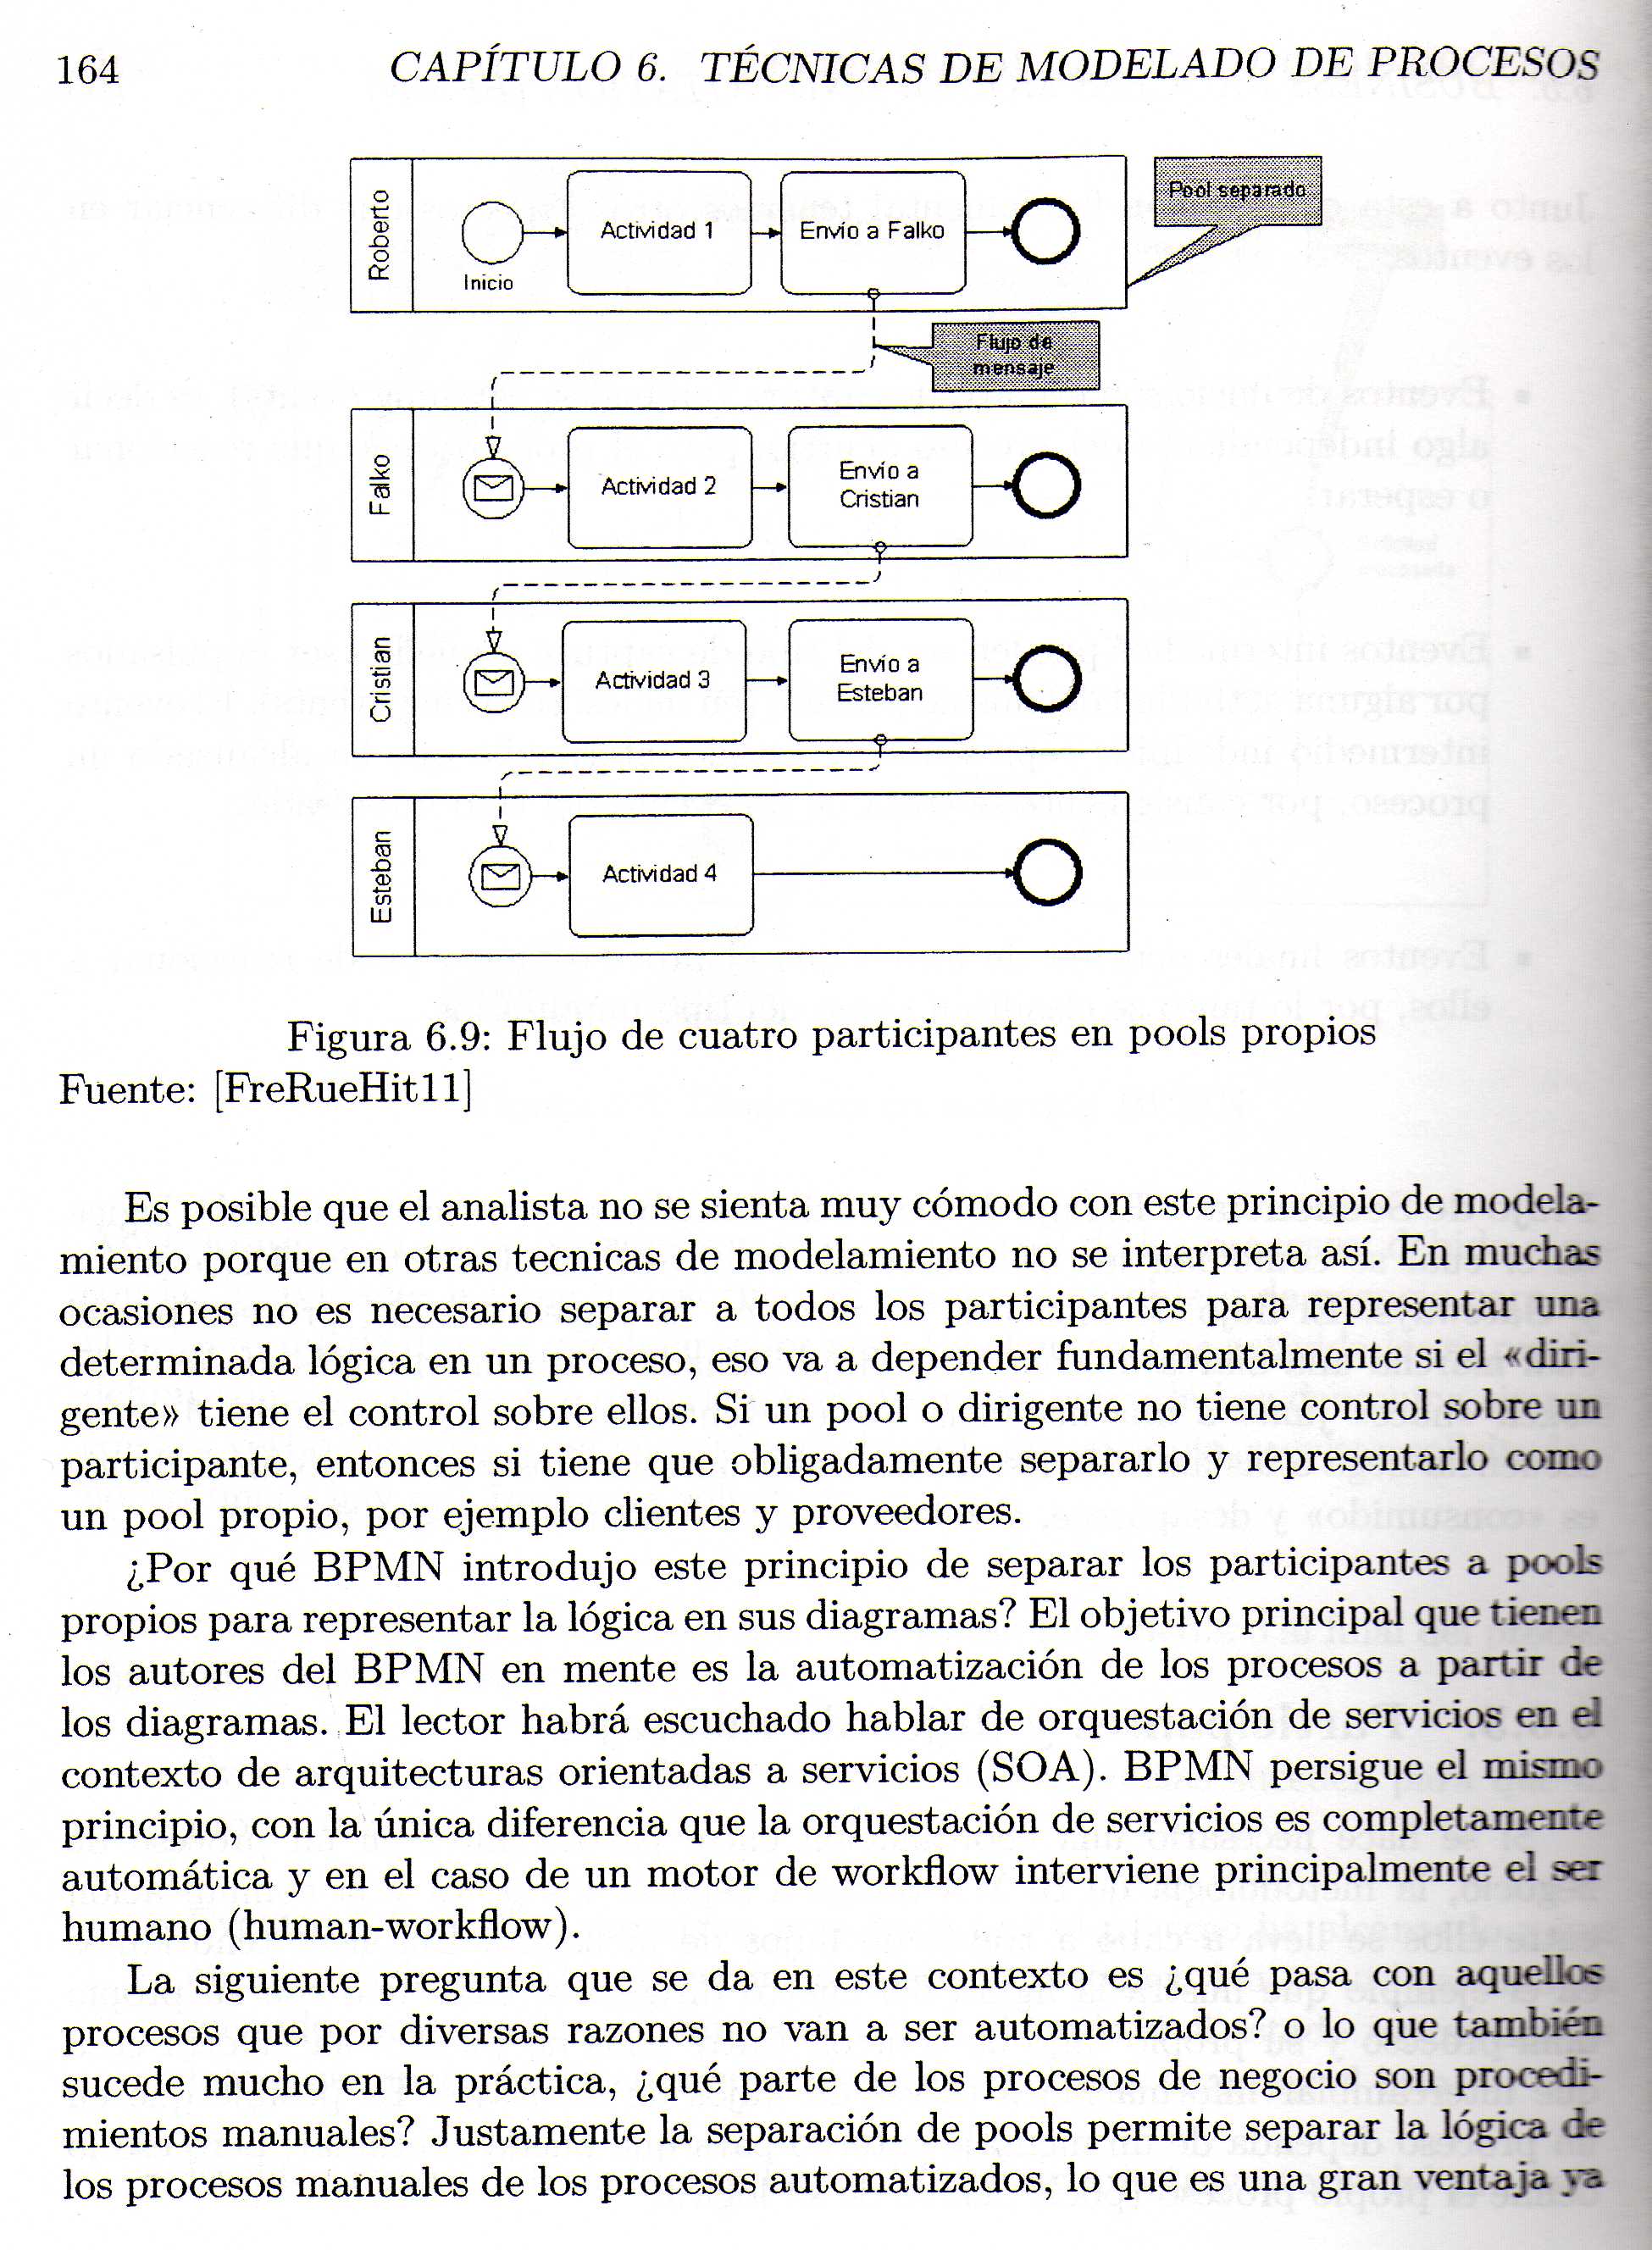 164 CAPÍTULO 6. TÉCNICAS DE MODELADO DE PROCESOS
Roberto
Inicio
Actividad 1
Envío a Falko
Pool separado
Flujo de
mensaje
Falko
Actividad 2
Envío a
Cristian
Cristian
Actividad 3
Envío a
Esteban
Esteban
Actividad 4
Figura 6.9: Flujo de cuatro participantes en pools propios
Fuente: [FreRueHit11]
Es posible que el analista no se sienta muy cómodo con este principio de modela-
miento porque en otras tecnicas de modelamiento no se interpreta así. En muchas
ocasiones no es necesario separar a todos los participantes para representar una
determinada lógica en un proceso, eso va a depender fundamentalmente si el «diri-
gente» tiene el control sobre ellos. Si un pool o dirigente no tiene control sobre un
participante, entonces si tiene que obligadamente separarlo y representarlo como
un pool propio, por ejemplo clientes y proveedores.
¿Por qué BPMN introdujo este principio de separar los participantes a pools
propios para representar la lógica en sus diagramas? El objetivo principal que tienen
los autores del BPMN en mente es la automatización de los procesos a partir de
los diagramas. El lector habrá escuchado hablar de orquestación de servicios en el
contexto de arquitecturas orientadas a servicios (SOA). BPMN persigue el mismo
principio, con la única diferencia que la orquestación de servicios es completamente
automática y en el caso de un motor de workflow interviene principalmente el ser
humano (human-workflow).
La siguiente pregunta que se da en este contexto es ¿qué pasa con aquellos
procesos que por diversas razones no van a ser automatizados? o lo que también
sucede mucho en la práctica, ¿qué parte de los procesos de negocio son procedi-
mientos manuales? Justamente la separación de pools permite separar la lógica de
los procesos manuales de los procesos automatizados, lo que es una gran ventaja ya